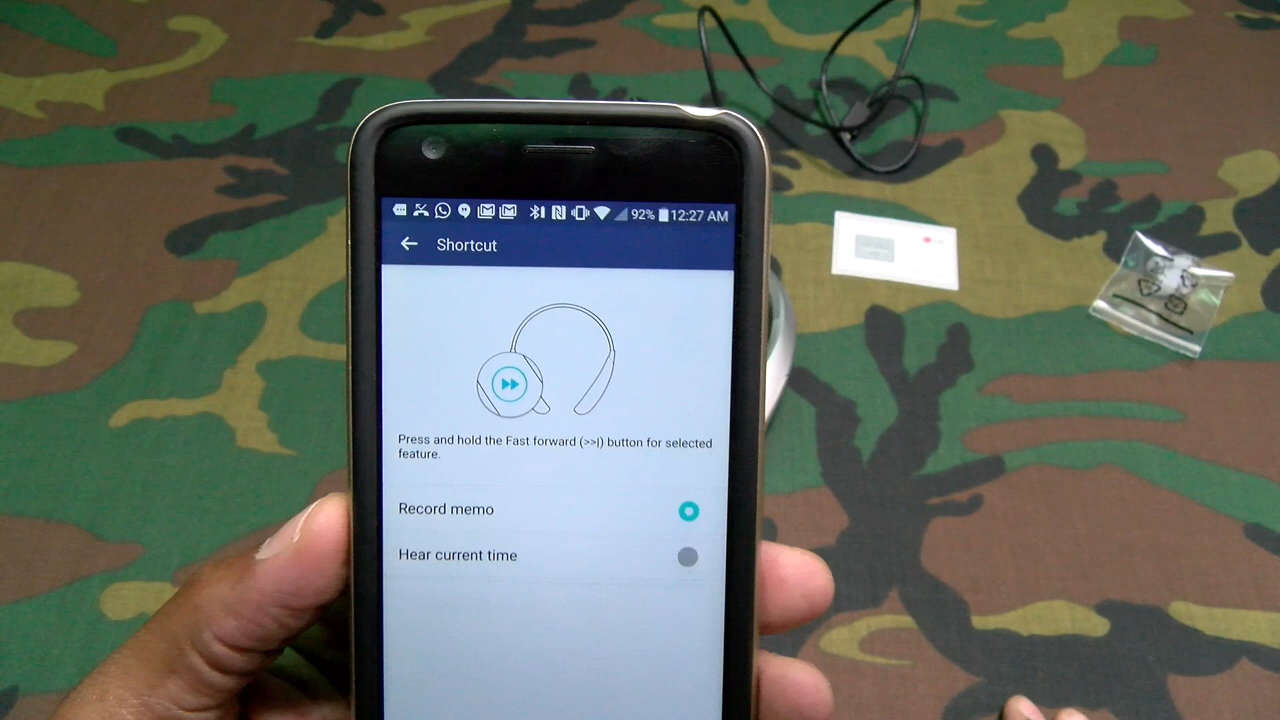 92% 12:27 AM
Shortcut
Press and hold the Fast forward (>>|) button for selected
feature.
Record memo
Hear current time